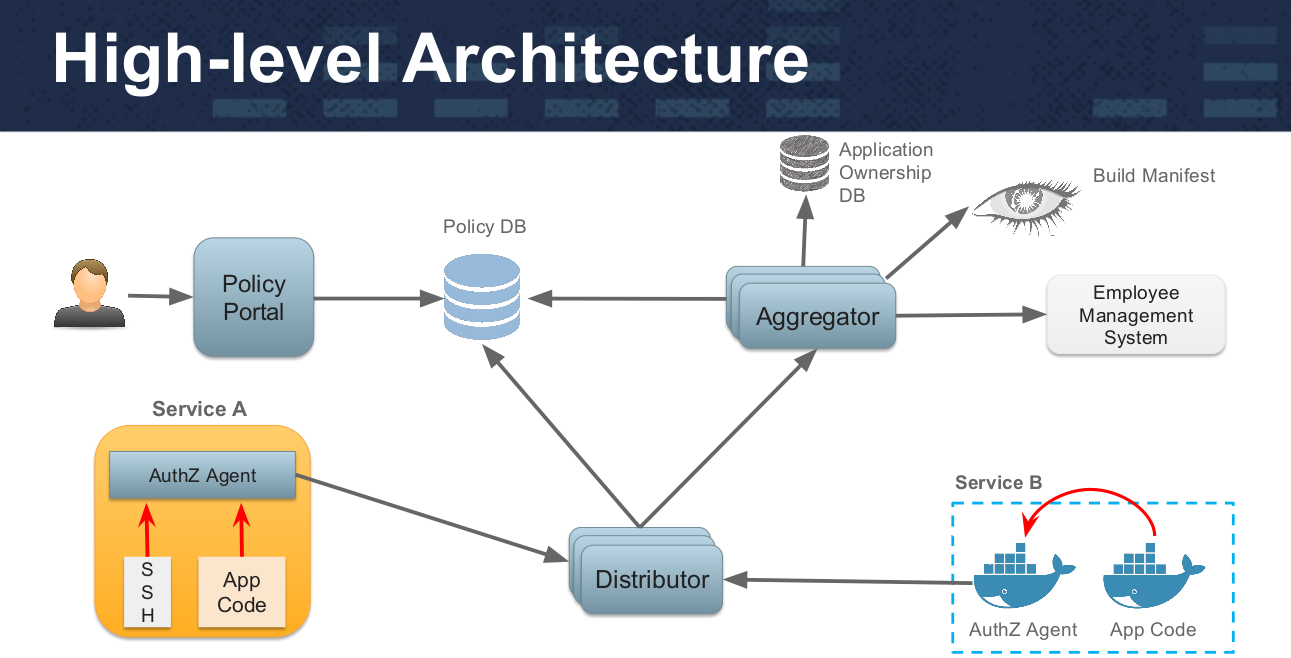 High-level Architecture
Application
Ownership
DB
Build Manifest
Policy DB
Policy
Portal
Aggregator
Employee
Management
System
Service A
AuthZ Agent
S
S
H
App
Code
Distributor
Service B
AuthZ Agent
App Code